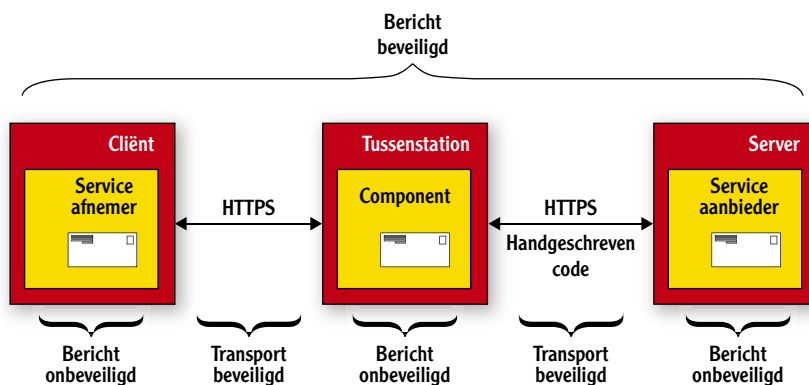 Bericht
beveiligd
Cliënt
Tussenstation
Server
Service
afnemer
HTTPS
Component
HTTPS
Handgeschreven
code
Service
aanbieder
Bericht
onbeveiligd
Transport
beveiligd
Bericht
onbeveiligd
Transport
beveiligd
Bericht
onbeveiligd